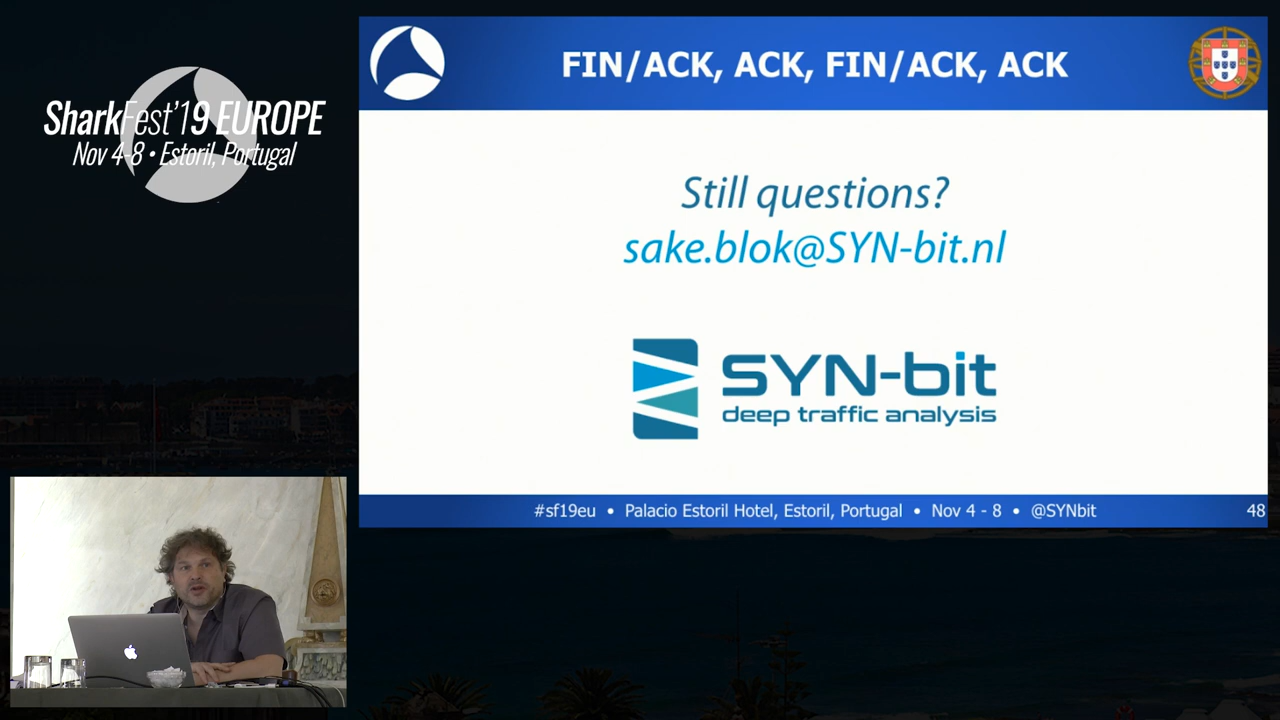 SharkFest'19 EUROPE
Nov 4-8 • Estoril, Portugal
FIN/ACK, ACK, FIN/ACK, ACK
Still questions?
sake.blok@SYN-bit.nl
SYN-bit
deep traffic analysis
#sf19eu • Palacio Estoril Hotel, Estoril, Portugal • Nov 4 - 8 • @SYNbit
48